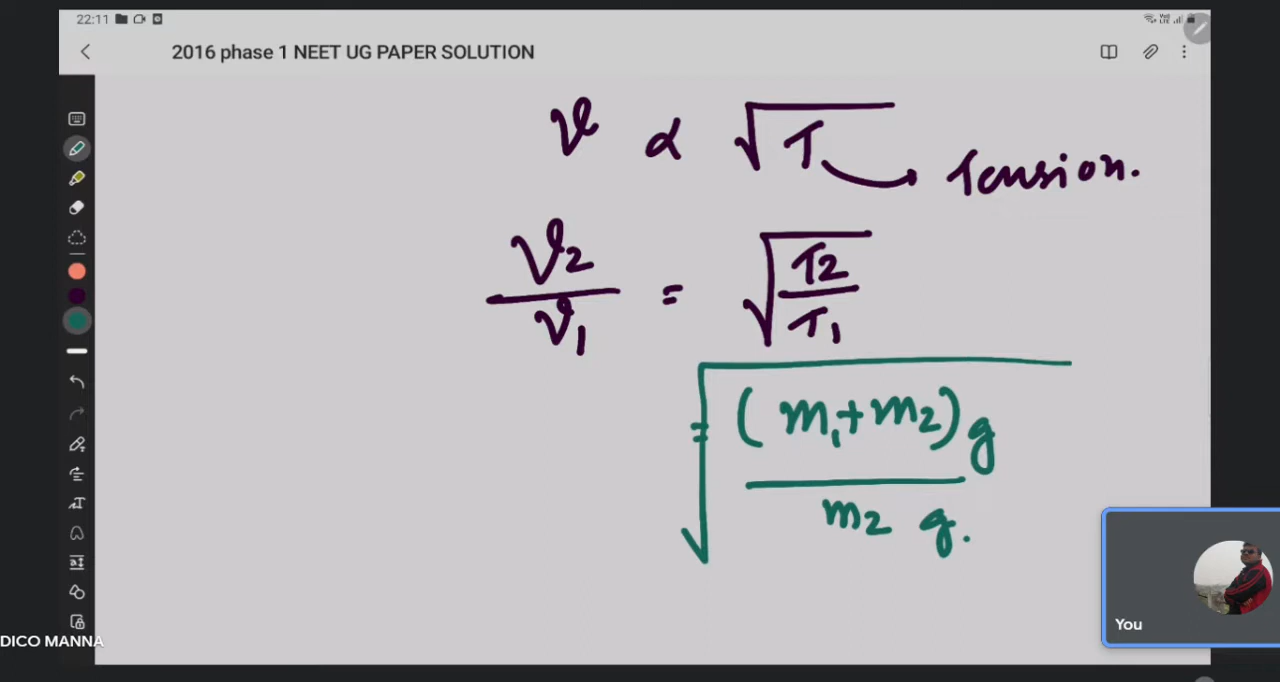 22:11
2016 phase 1 NEET UG PAPER SOLUTION
v ∝ √T → Tension.
v2/v1 = √(T2/T1)
= √((m1+m2)g / m2 g.)
You
DICO MANNA